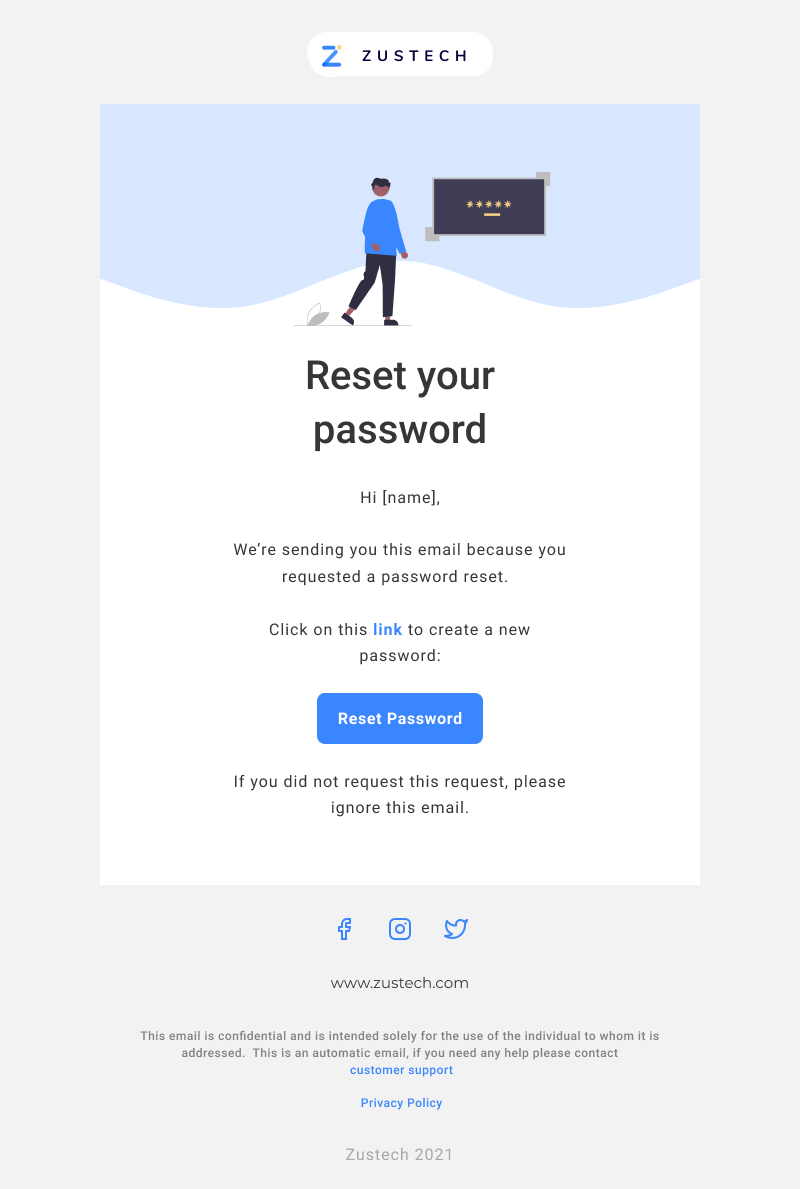 ZUSTECH
*****
Reset your
password
Hi [name],
We’re sending you this email because you
requested a password reset.
Click on this link to create a new
password:
Reset Password
If you did not request this request, please
ignore this email.
www.zustech.com
This email is confidential and is intended solely for the use of the individual to whom it is
addressed.  This is an automatic email, if you need any help please contact
customer support
Privacy Policy
Zustech 2021